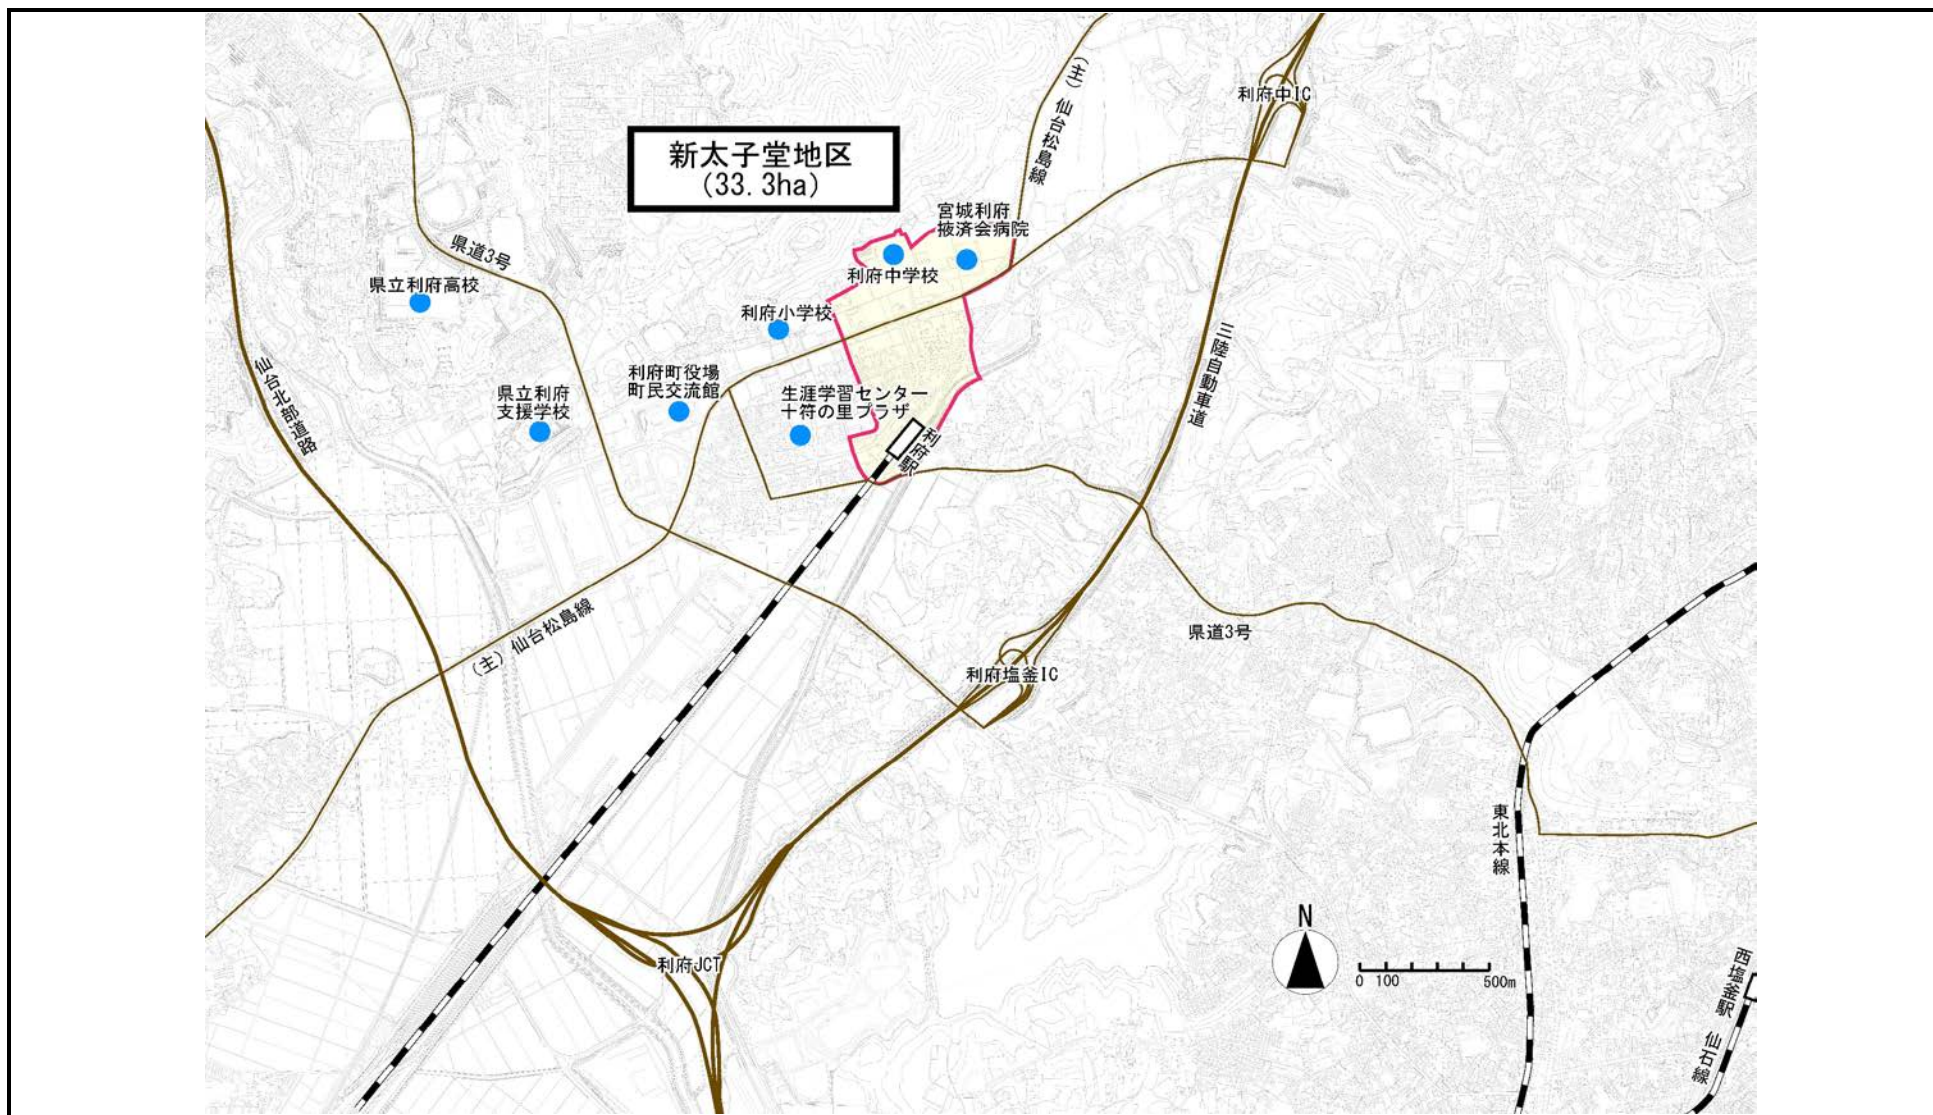 新太子堂地区
(33.3ha)
利府中IC
(主)仙台松島線
宮城利府
掖済会病院
利府中学校
県道3号
県立利府高校
利府小学校
三陸自動車道
仙台北部道路
県立利府
支援学校
利府町役場
町民交流館
生涯学習センター
十符の里プラザ
利府駅
(主)仙台松島線
県道3号
利府塩釜IC
東北本線
利府JCT
N
0 100 500m
西塩釜駅
仙石線